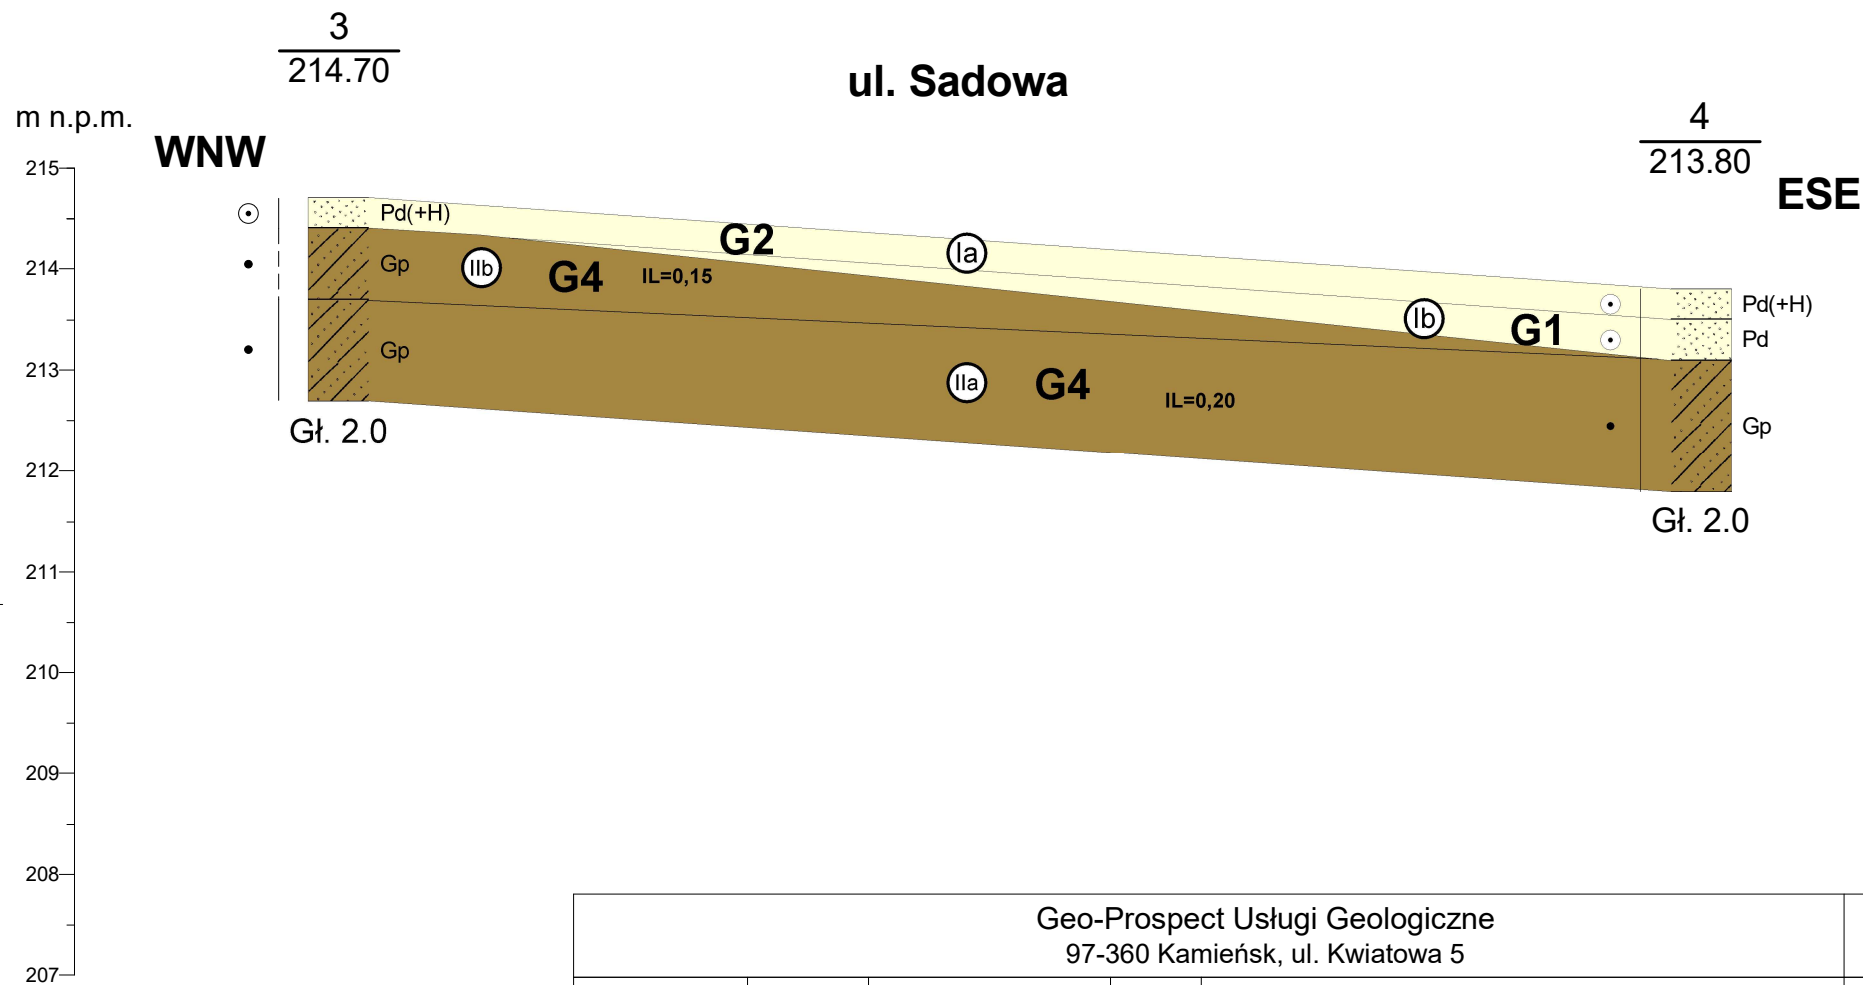 3
214.70
ul. Sadowa
m n.p.m.
WNW
4
213.80
ESE
215
214
213
212
211
210
209
208
207
Pd(+H)
Gp
Gp
Gł. 2.0
IIb
G4
IL=0,15
G2
Ia
Ib
G1
IIa
G4
IL=0,20
Pd(+H)
Pd
Gp
Gł. 2.0
Geo-Prospect Usługi Geologiczne
97-360 Kamieńsk, ul. Kwiatowa 5